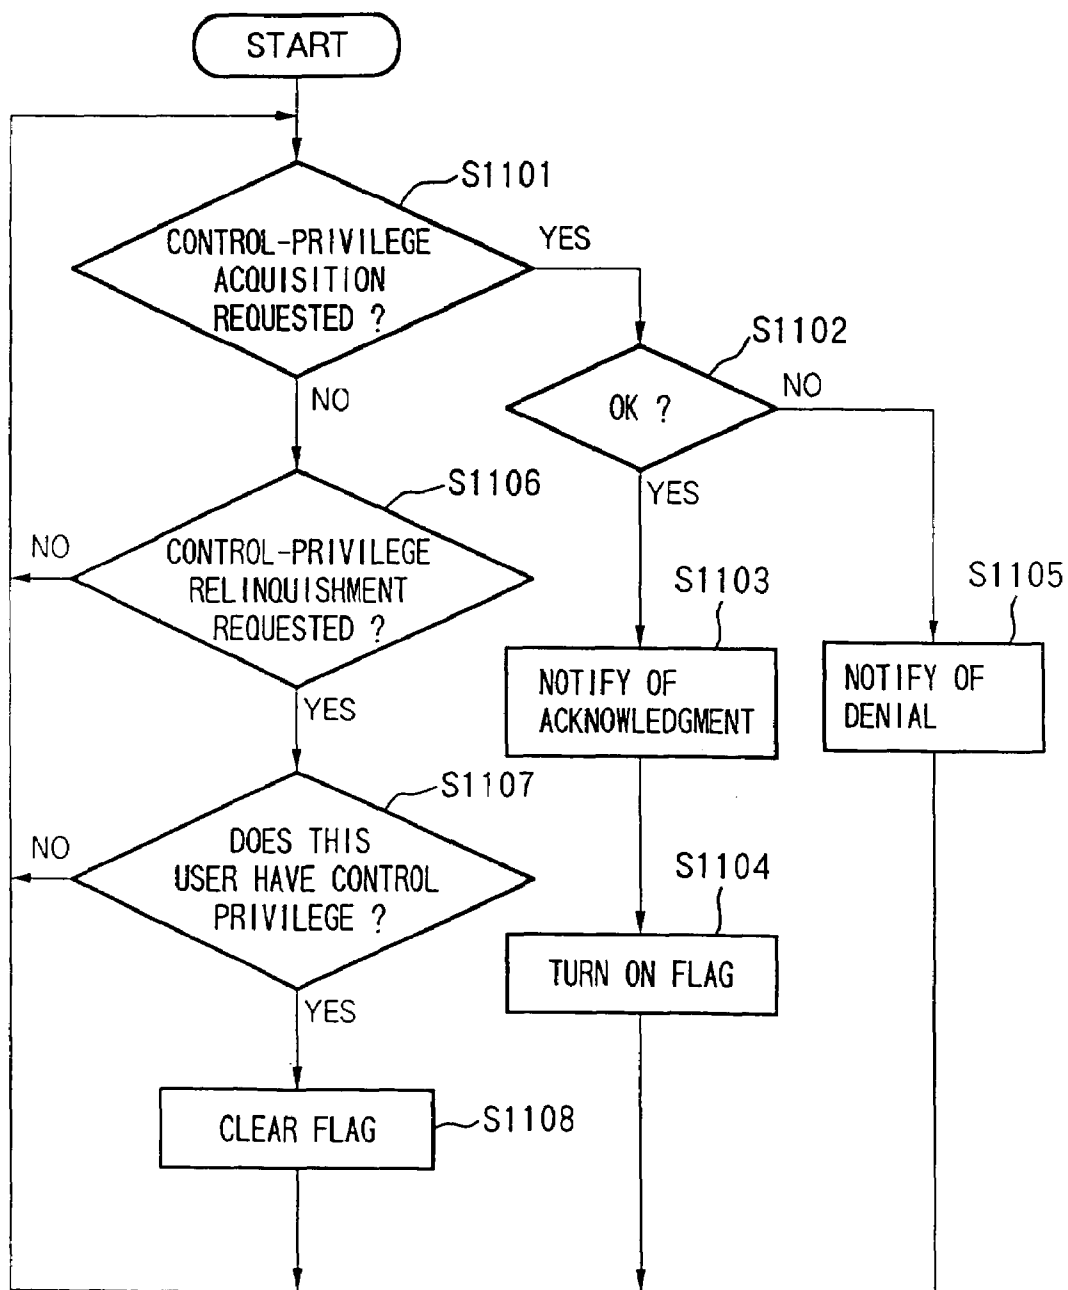 START
S1101
CONTROL-PRIVILEGE
ACQUISITION
REQUESTED ?
YES
NO
S1102
OK ?
NO
YES
S1106
CONTROL-PRIVILEGE
RELINQUISHMENT
REQUESTED ?
NO
YES
S1103
NOTIFY OF
ACKNOWLEDGMENT
S1105
NOTIFY OF
DENIAL
S1107
DOES THIS
USER HAVE CONTROL
PRIVILEGE ?
NO
YES
S1104
TURN ON FLAG
CLEAR FLAG
S1108